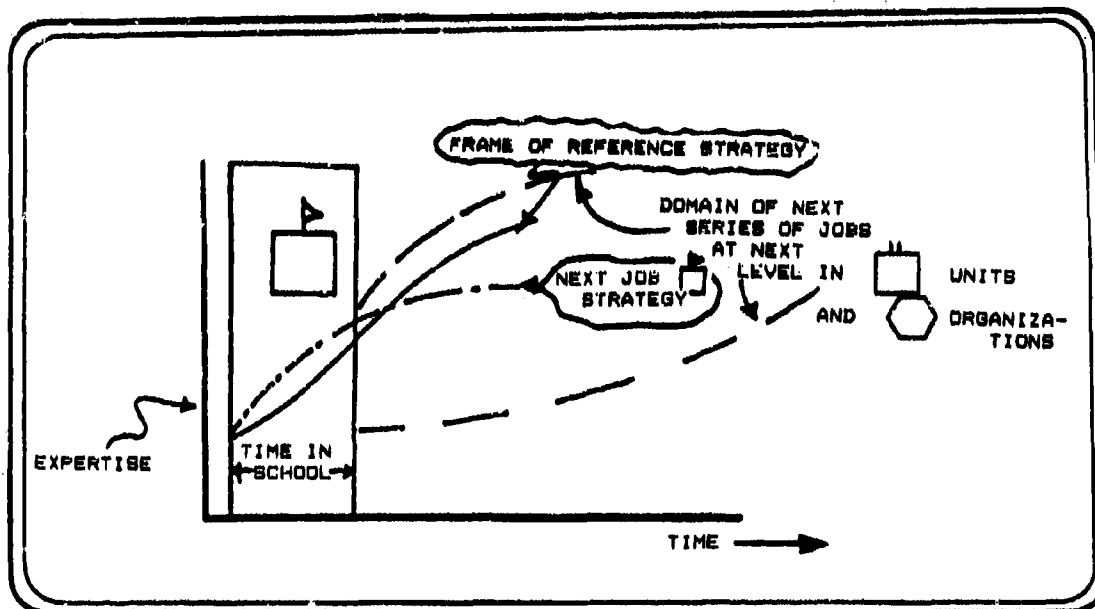 FRAME OF REFERENCE STRATEGY
DOMAIN OF NEXT
SERIES OF JOBS
AT NEXT
LEVEL IN
UNITS
AND
ORGANIZA-
TIONS
NEXT JOB
STRATEGY
EXPERTISE
TIME IN
SCHOOL
TIME